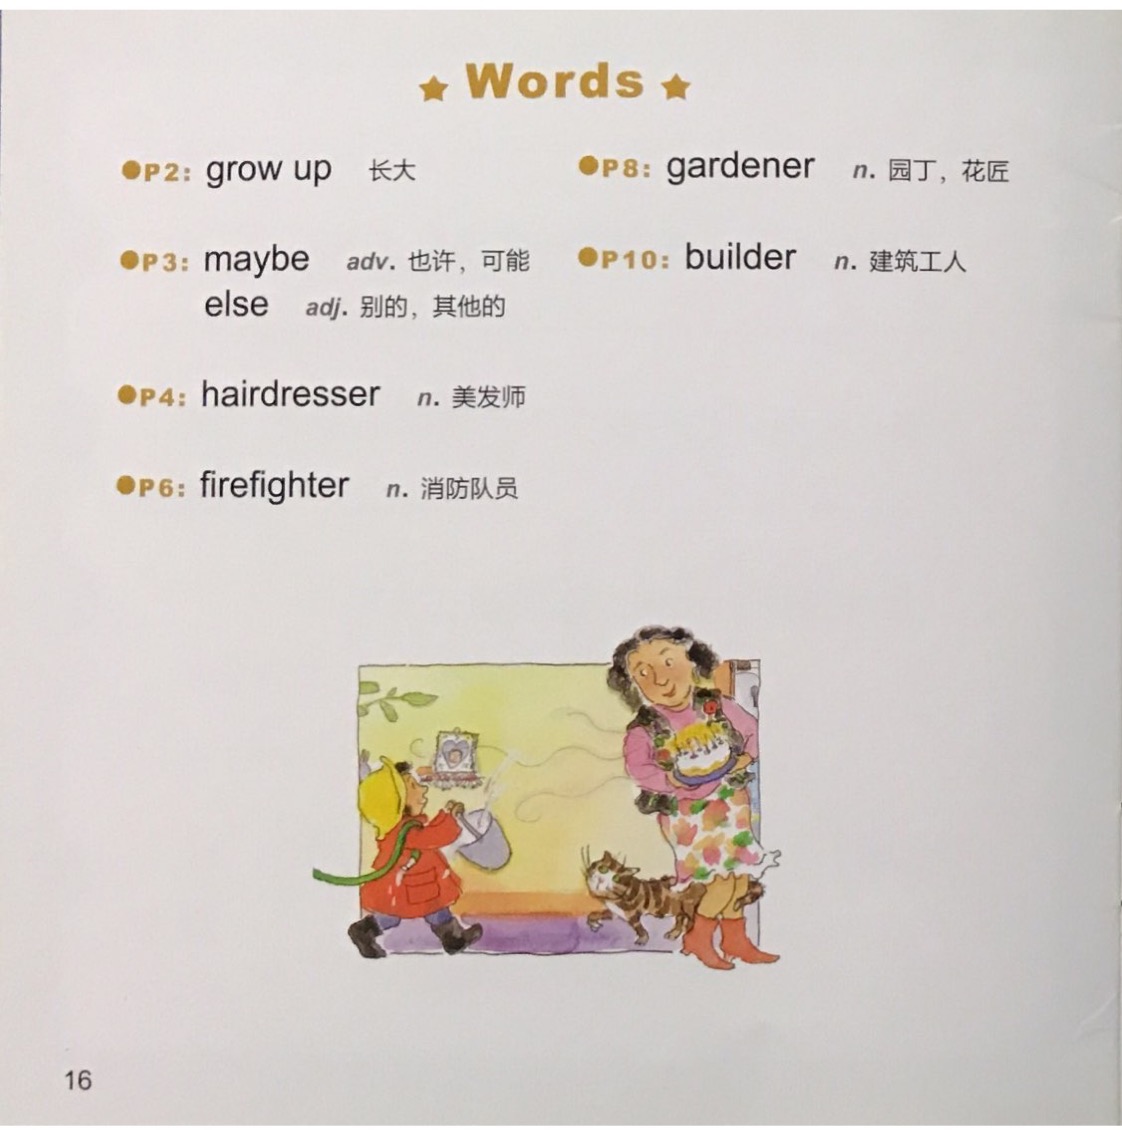 Words
P2: grow up 长大
P3: maybe adv. 也许，可能
else adj. 别的，其他的
P4: hairdresser n. 美发师
P6: firefighter n. 消防队员
P8: gardener n. 园丁，花匠
P10: builder n. 建筑工人
16